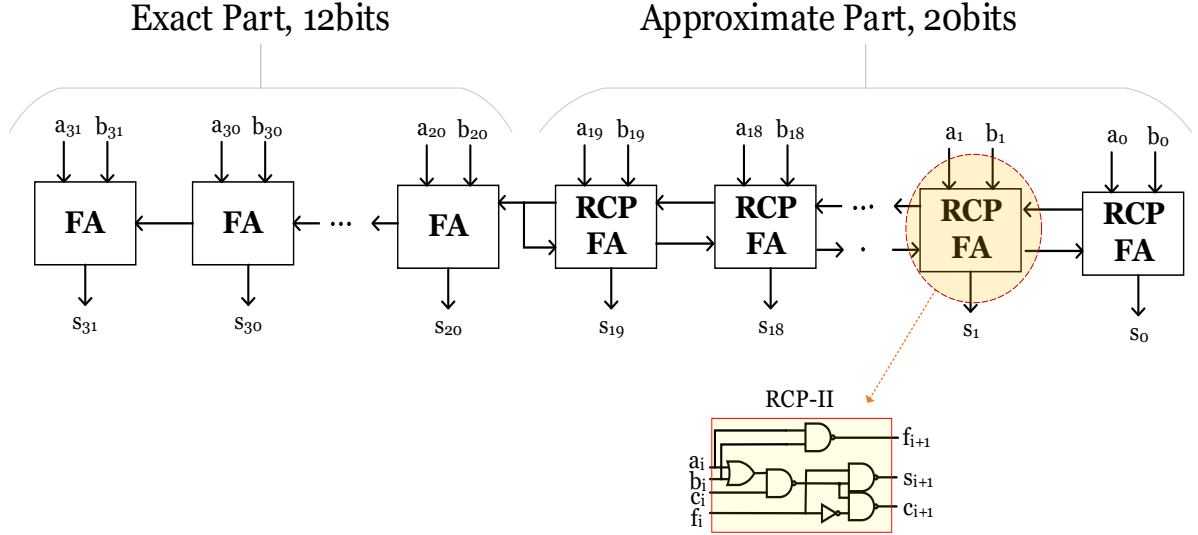 Exact Part, 12bits
Approximate Part, 20bits
a₃₁ b₃₁ a₃₀ b₃₀ a₂₀ b₂₀ a₁₉ b₁₉ a₁₈ b₁₈ a₁ b₁ a₀ b₀
FA FA ... FA RCP FA RCP FA ... . RCP FA RCP FA
s₃₁ s₃₀ s₂₀ s₁₉ s₁₈ s₁ s₀
RCP-II
aᵢ
bᵢ
cᵢ
fᵢ
fᵢ₊₁
sᵢ₊₁
cᵢ₊₁